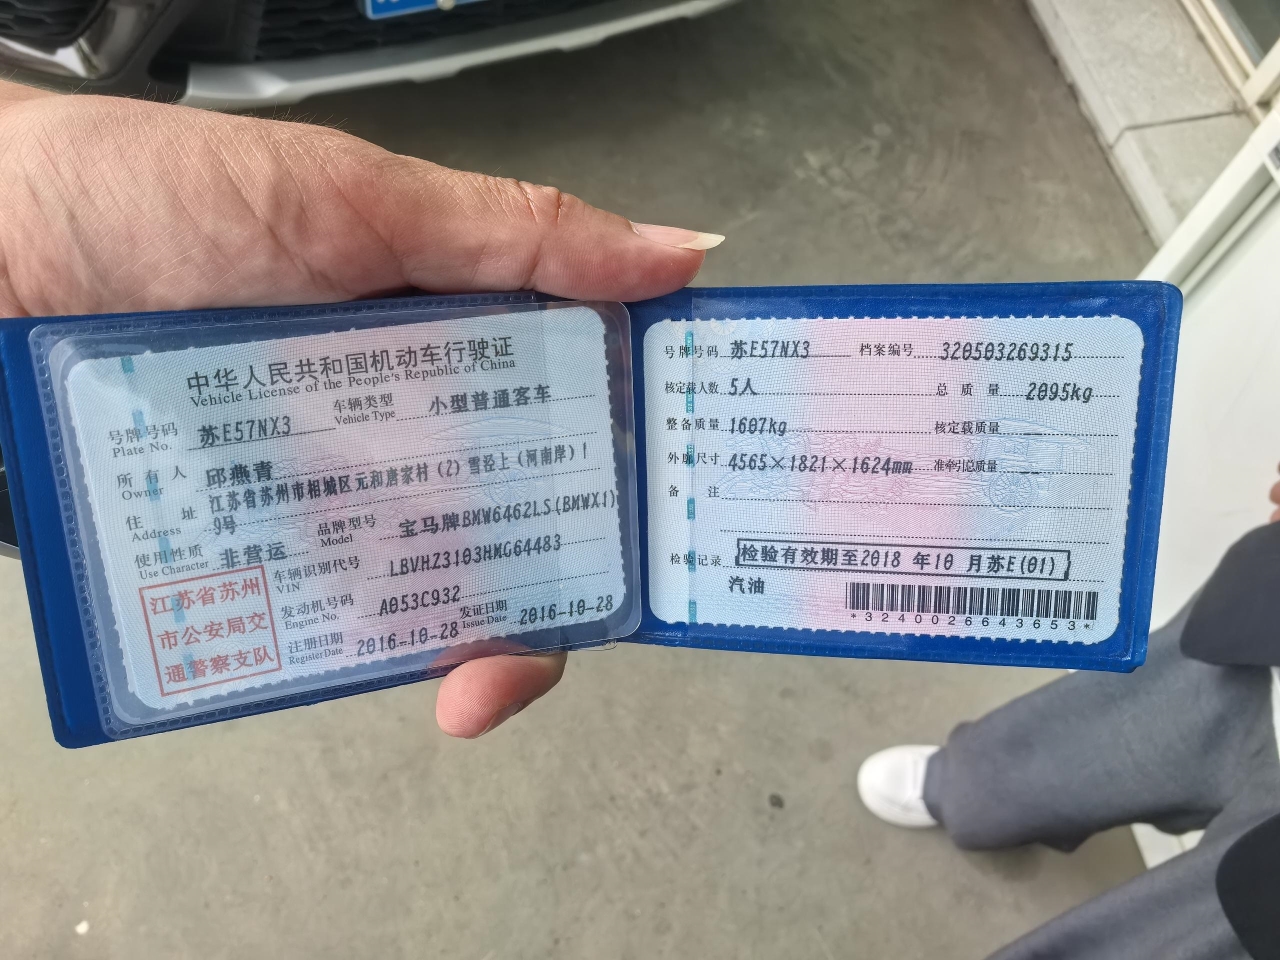 中华人民共和国机动车行驶证
Vehicle License of the People's Republic of China
号牌号码 苏E57NX3 车辆类型 小型普通客车
Plate No. Vehicle Type
所有人 邱燕青
Owner
住址 江苏省苏州市相城区元和唐家村(2)雪泾上(河南岸)1
Address 9号
品牌型号 宝马牌BMW6462LS(BMWX1)
Model
使用性质 非营运
Use Character
车辆识别代号 LBVHZ3103HMG64483
VIN
发动机号码 A053C932
Engine No.
注册日期 2016-10-28 发证日期 2016-10-28
Register Date Issue Date
江苏省苏州
市公安局交
通警察支队
号牌号码 苏E57NX3 档案编号 320503269315
核定载人数 5人 总质量 2095kg
整备质量 1607kg 核定载质量 --
外廓尺寸 4565×1821×1624mm 准牵引总质量 --
备注
检验记录 检验有效期至2018 年10 月苏E(01)
汽油
*3240026643653*